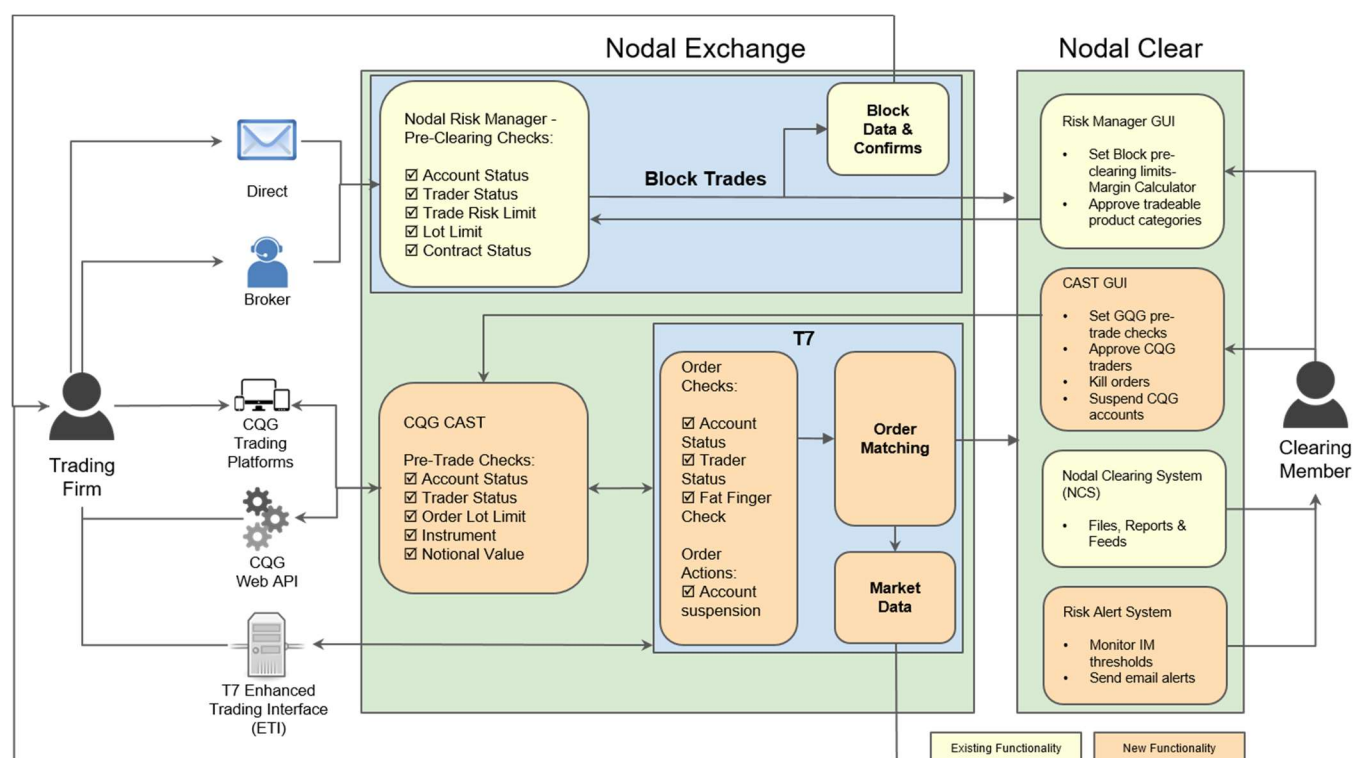 Nodal Exchange
Nodal Clear
Nodal Risk Manager -
Pre-Clearing Checks:
☑ Account Status
☑ Trader Status
☑ Trade Risk Limit
☑ Lot Limit
☑ Contract Status
Block Trades
Block
Data &
Confirms
Risk Manager GUI
• Set Block pre-
clearing limits-
Margin Calculator
• Approve tradeable
product categories
Direct
Broker
CAST GUI
• Set GQG pre-
trade checks
• Approve CQG
traders
• Kill orders
• Suspend CQG
accounts
T7
Order
Checks:
☑ Account
Status
☑ Trader
Status
☑ Fat Finger
Check
Order
Actions:
☑ Account
suspension
Order
Matching
Market
Data
CQG CAST
Pre-Trade Checks:
☑ Account Status
☑ Trader Status
☑ Order Lot Limit
☑ Instrument
☑ Notional Value
Trading
Firm
CQG
Trading
Platforms
CQG
Web API
T7 Enhanced
Trading Interface
(ETI)
Clearing
Member
Nodal Clearing System
(NCS)
• Files, Reports &
Feeds
Risk Alert System
• Monitor IM
thresholds
• Send email alerts
Existing Functionality
New Functionality